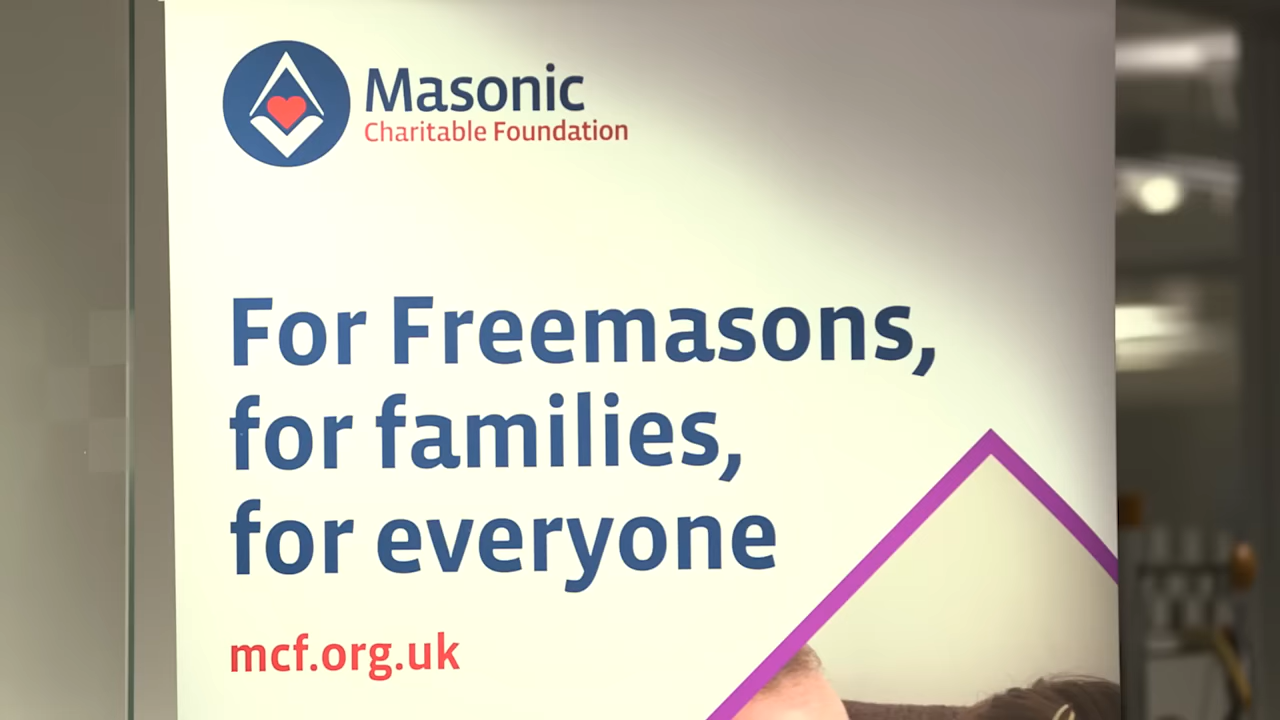 Masonic
Charitable Foundation
For Freemasons,
for families,
for everyone
mcf.org.uk